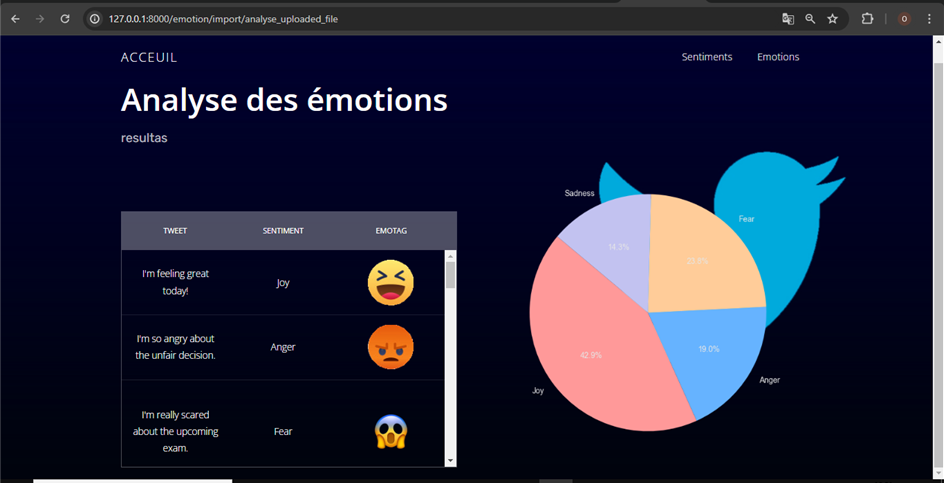 127.0.0.1:8000/emotion/import/analyse_uploaded_file
O
ACCEUIL
Sentiments
Emotions
Analyse des émotions
resultas
TWEET
SENTIMENT
EMOTAG
I'm feeling great
today!
Joy
I'm so angry about
the unfair decision.
Anger
I'm really scared
about the upcoming
exam.
Fear
Sadness
Fear
14.3%
23.8%
42.9%
19.0%
Joy
Anger